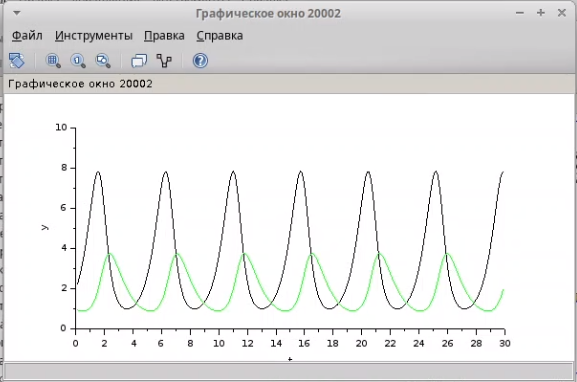 Графическое окно 20002
Файл Инструменты Правка Справка
Графическое окно 20002
10
8
6
y
4
2
0
0 2 4 6 8 10 12 14 16 18 20 22 24 26 28 30